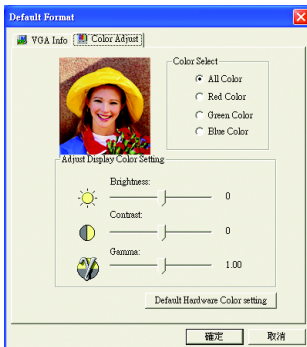 Default Format
VGA Info
Color Adjust
Color Select
All Color
Red Color
Green Color
Blue Color
Adjust Display Color Setting
Brightness:
0
Contrast:
0
Gamma:
1.00
Default Hardware Color setting
確定
取消